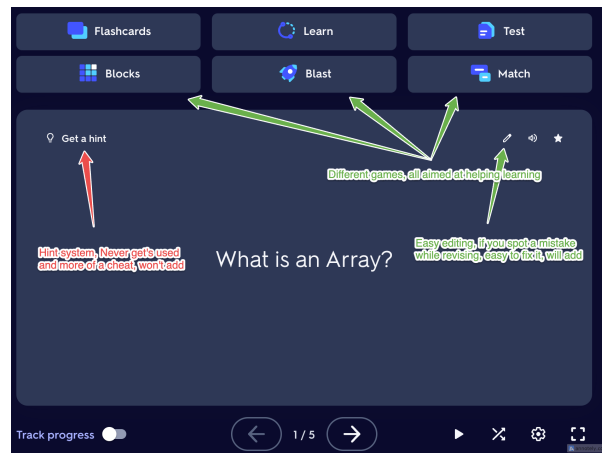 Flashcards
Learn
Test
Blocks
Blast
Match
Get a hint
Different games, all aimed at helping learning
Hint system, Never get's used
and more of a cheat, won't add
Easy editing, if you spot a mistake
while revising, easy to fix it, will add
What is an Array?
Track progress
1 / 5